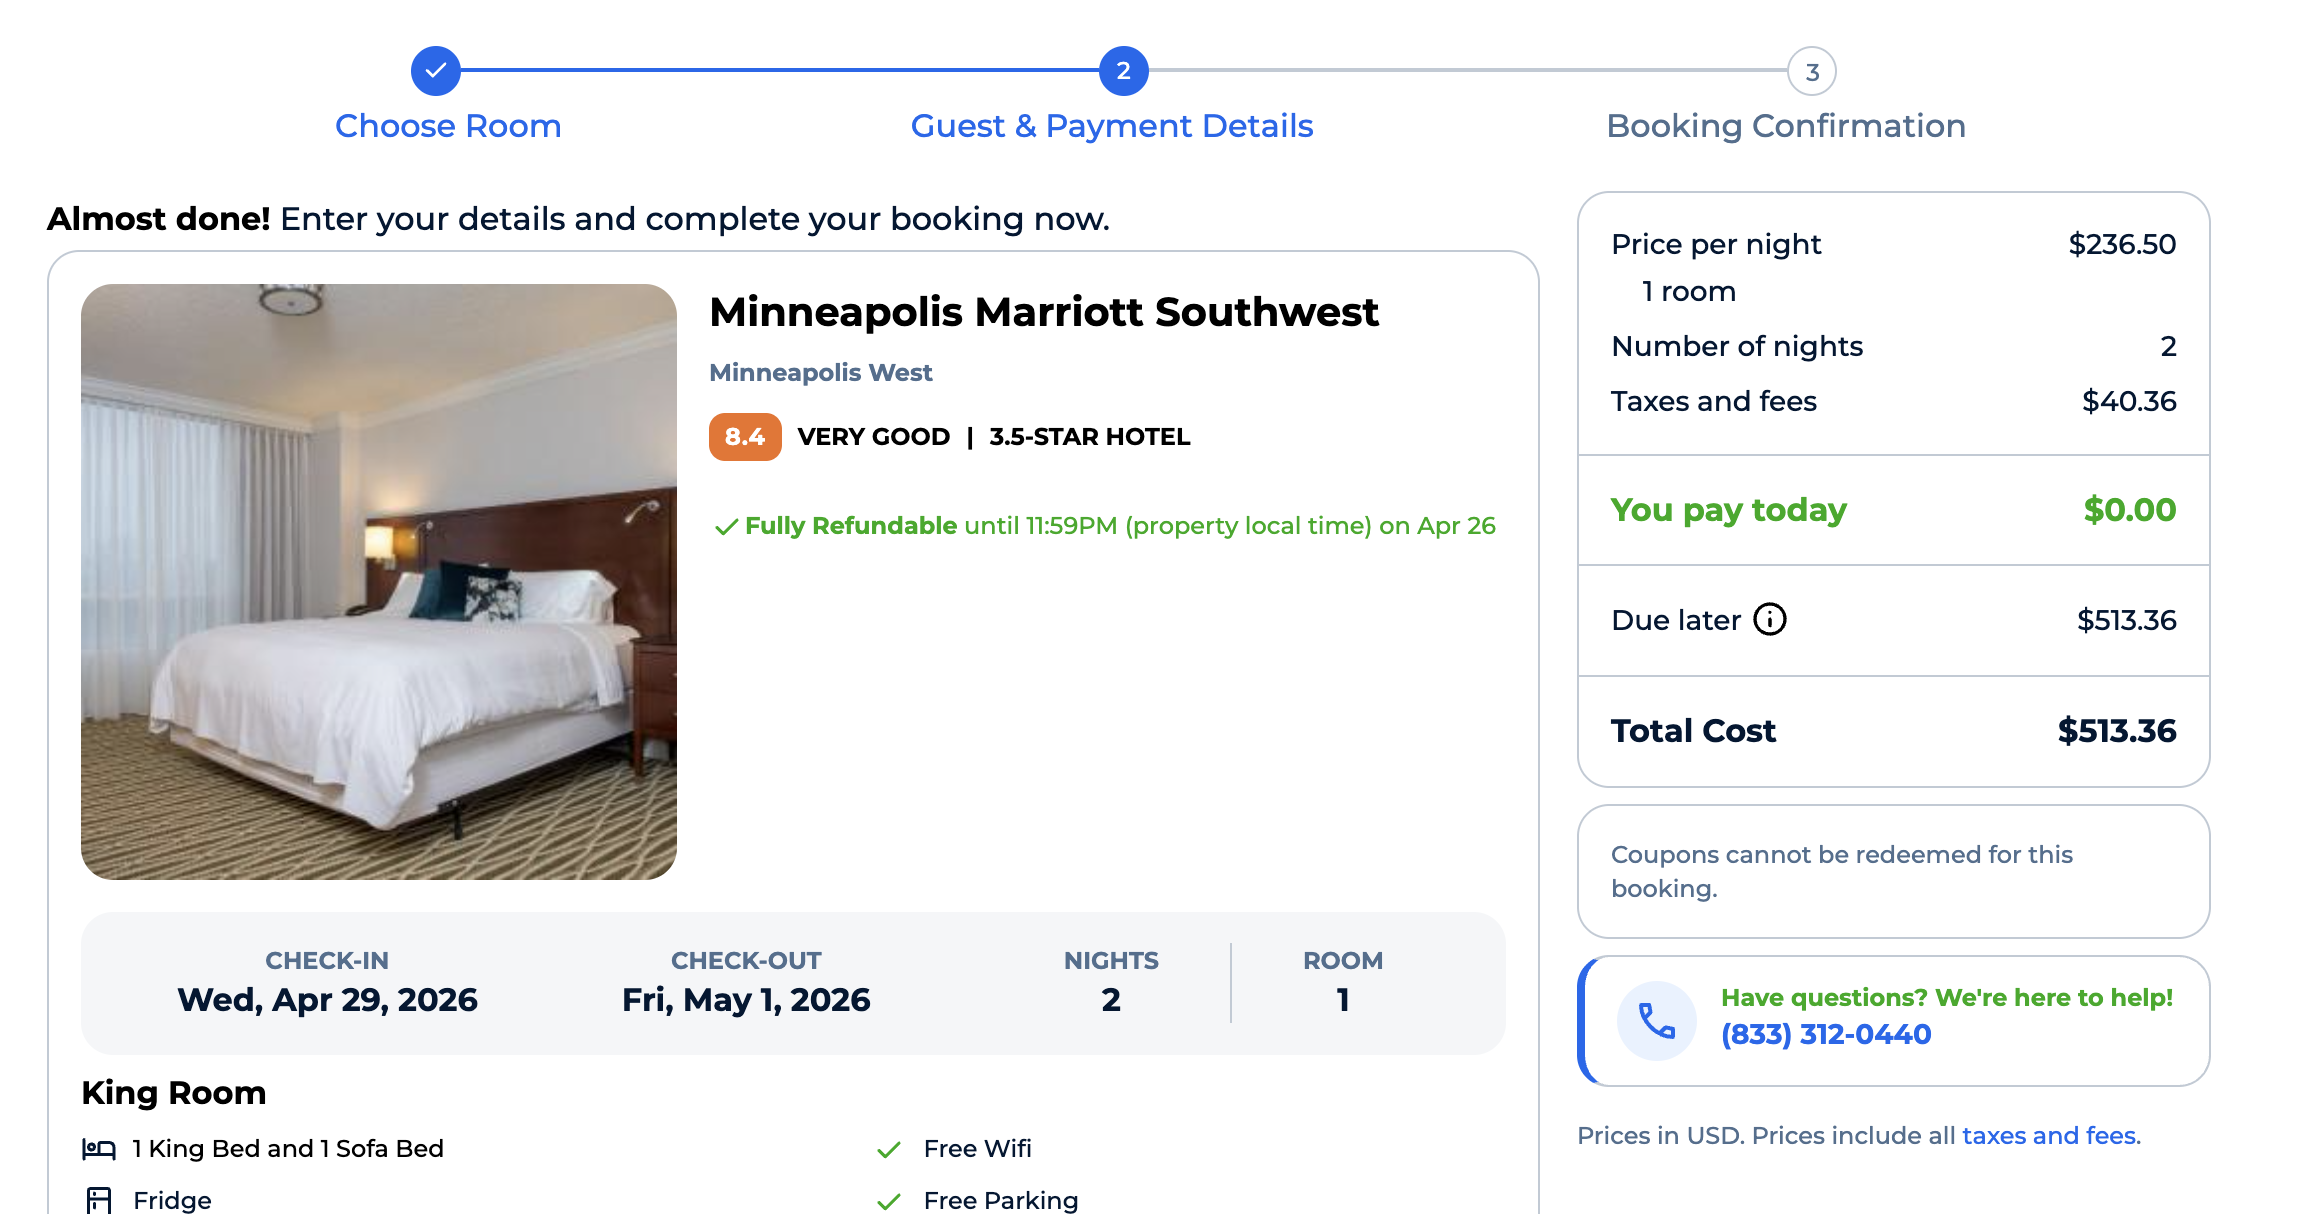 2
3
Choose Room
Guest & Payment Details
Booking Confirmation
Almost done! Enter your details and complete your booking now.
Minneapolis Marriott Southwest
Minneapolis West
8.4 VERY GOOD | 3.5-STAR HOTEL
Fully Refundable until 11:59PM (property local time) on Apr 26
CHECK-IN
Wed, Apr 29, 2026
CHECK-OUT
Fri, May 1, 2026
NIGHTS
2
ROOM
1
King Room
1 King Bed and 1 Sofa Bed
Fridge
Free Wifi
Free Parking
Price per night $236.50
1 room
Number of nights 2
Taxes and fees $40.36
You pay today $0.00
Due later $513.36
Total Cost $513.36
Coupons cannot be redeemed for this
booking.
Have questions? We're here to help!
(833) 312-0440
Prices in USD. Prices include all taxes and fees.